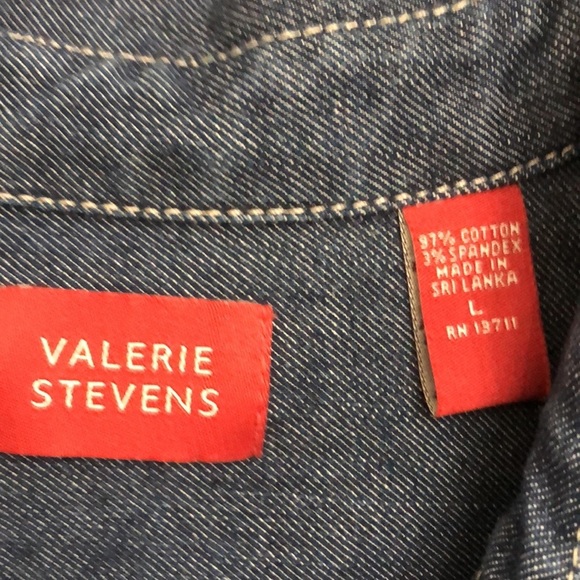 VALERIE
STEVENS
97% COTTON
3% SPANDEX
MADE IN
SRI LANKA
L
RN 13711